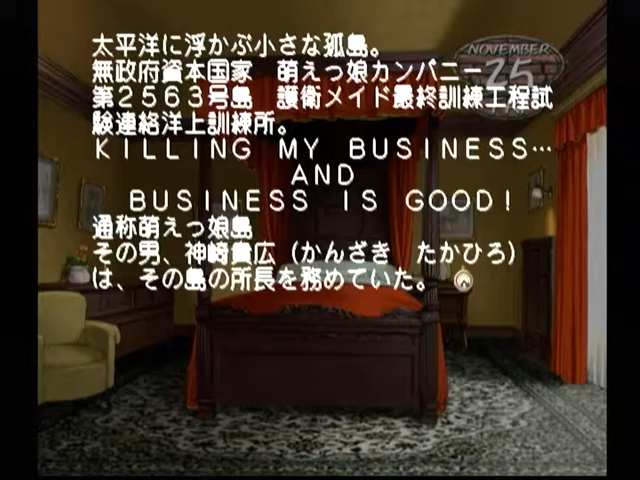 太平洋に浮かぶ小さな孤島。
無政府資本国家　萌えっ娘カンパニー
第２５６３号島　護衛メイド最終訓練工程試
験連絡洋上訓練所。
ＫＩＬＬＩＮＧ　ＭＹ　ＢＵＳＩＮＥＳＳ…
ＡＮＤ
ＢＵＳＩＮＥＳＳ　ＩＳ　ＧＯＯＤ！
通称萌えっ娘島
その男、神崎貴広（かんざき　たかひろ）
は、その島の所長を務めていた。
NOVEMBER
25